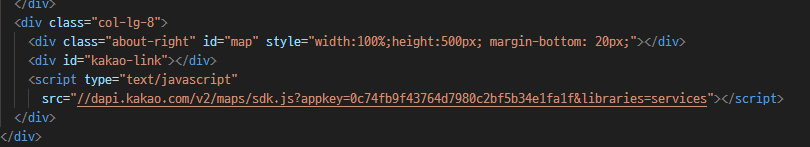 </div>
<div class="col-lg-8">
<div class="about-right" id="map" style="width:100%;height:500px; margin-bottom: 20px;"></div>
<div id="kakao-link"></div>
<script type="text/javascript"
src="//dapi.kakao.com/v2/maps/sdk.js?appkey=0c74fb9f43764d7980c2bf5b34e1fa1f&libraries=services"></script>
</div>
</div>